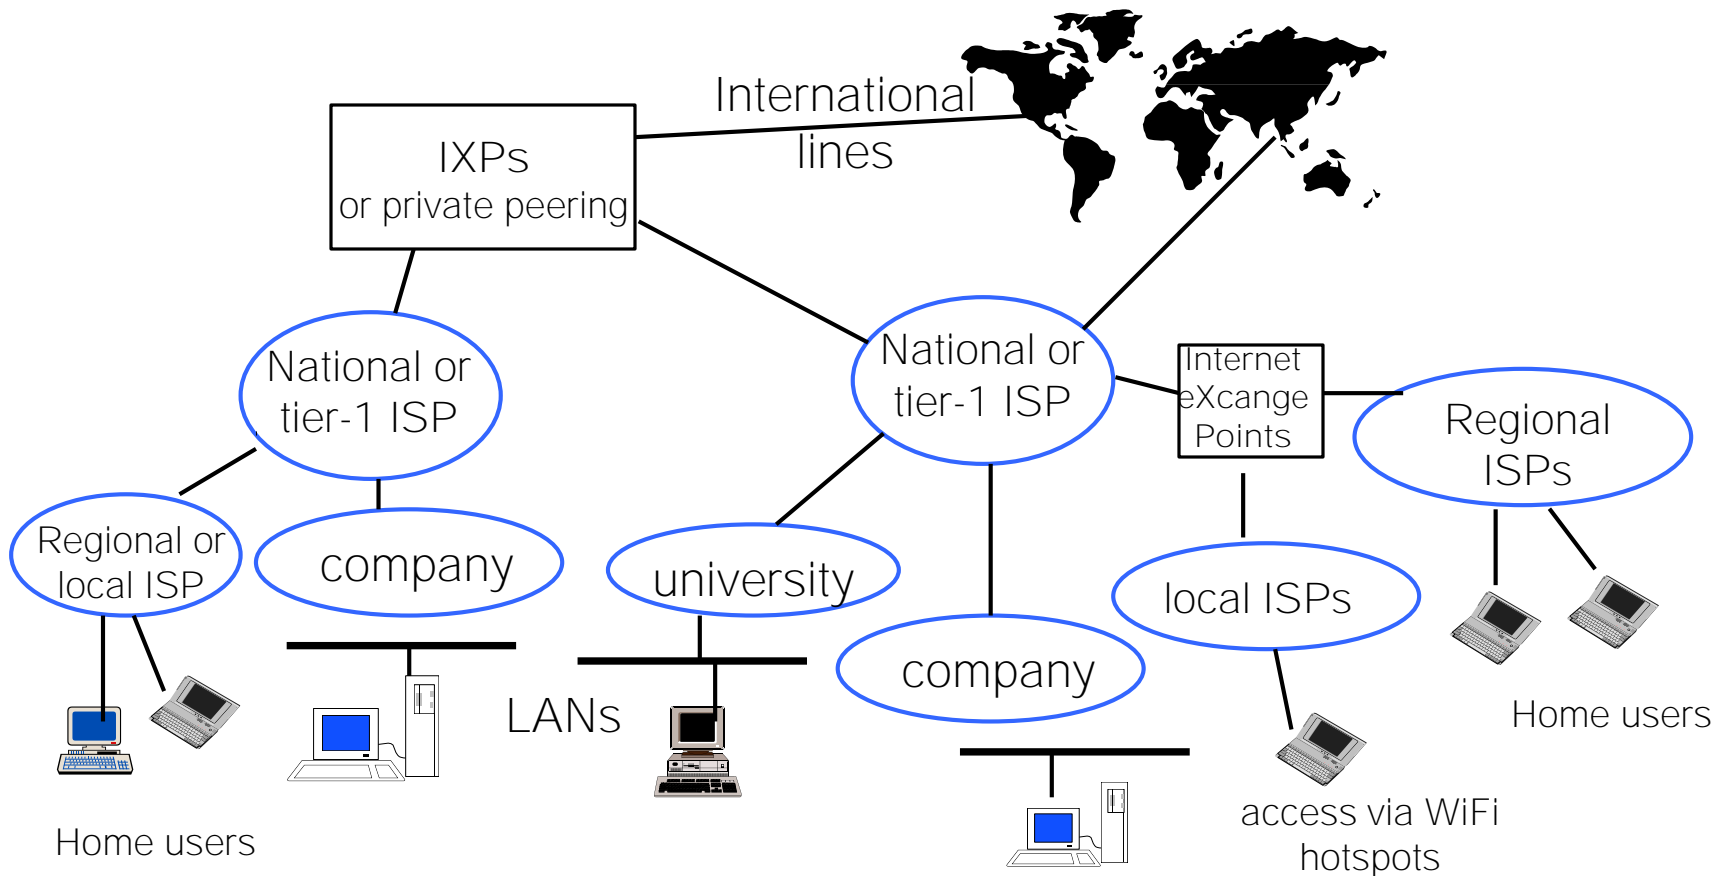 International
lines
IXPs
or private peering
National or
tier-1 ISP
National or
tier-1 ISP
Internet
eXcange
Points
Regional
ISPs
Regional or
local ISP
company
university
local ISPs
company
LANs
Home users
Home users
access via WiFi
hotspots